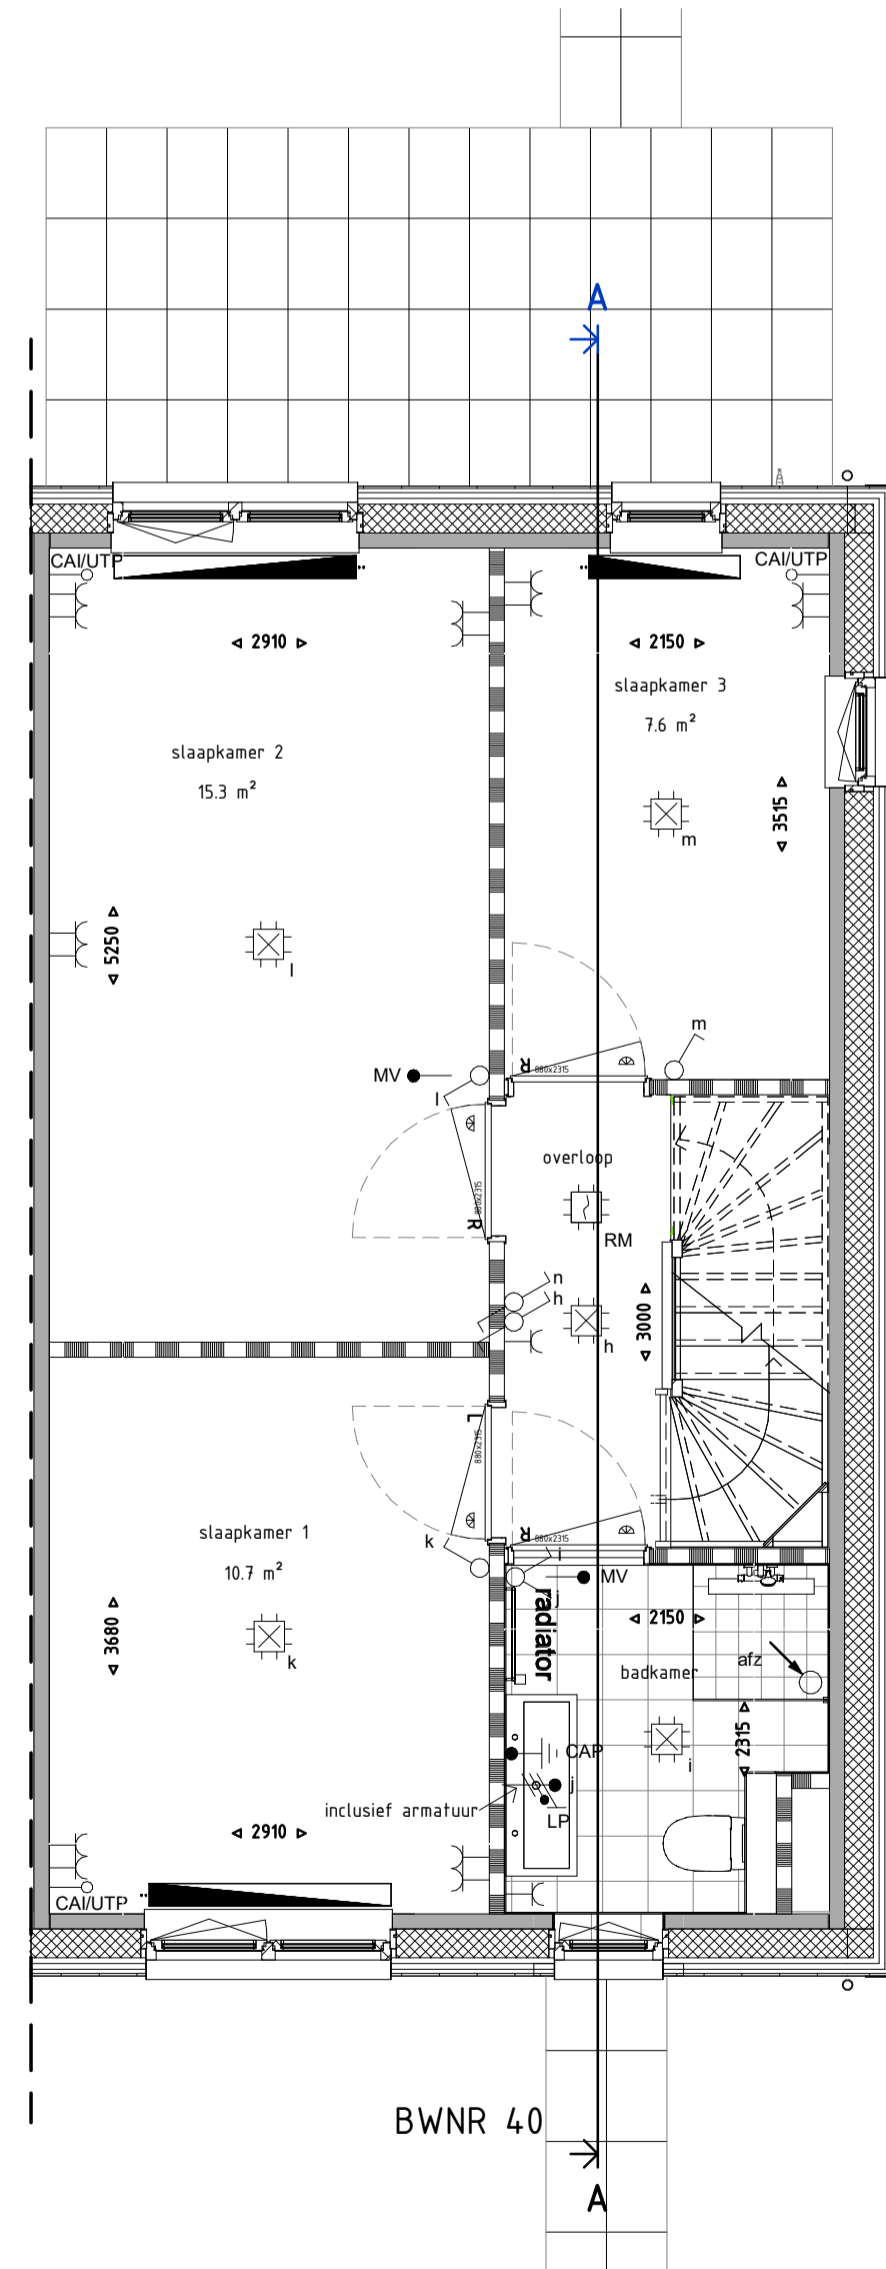 A
CAI/UTP
CAI/UTP
2910
2150
slaapkamer 3
7.6 m²
slaapkamer 2
15.3 m²
3515
m
5250
l
m
MV
l
R
880x2315
overloop
880x2315
R
RM
n
h
3000
h
L
880x2315
k
R
880x2315
i
slaapkamer 1
10.7 m²
MV
radiator
2150
3680
k
badkamer
afz
2315
CAP
j
i
inclusief armatuur
LP
2910
CAI/UTP
BWNR 40
A